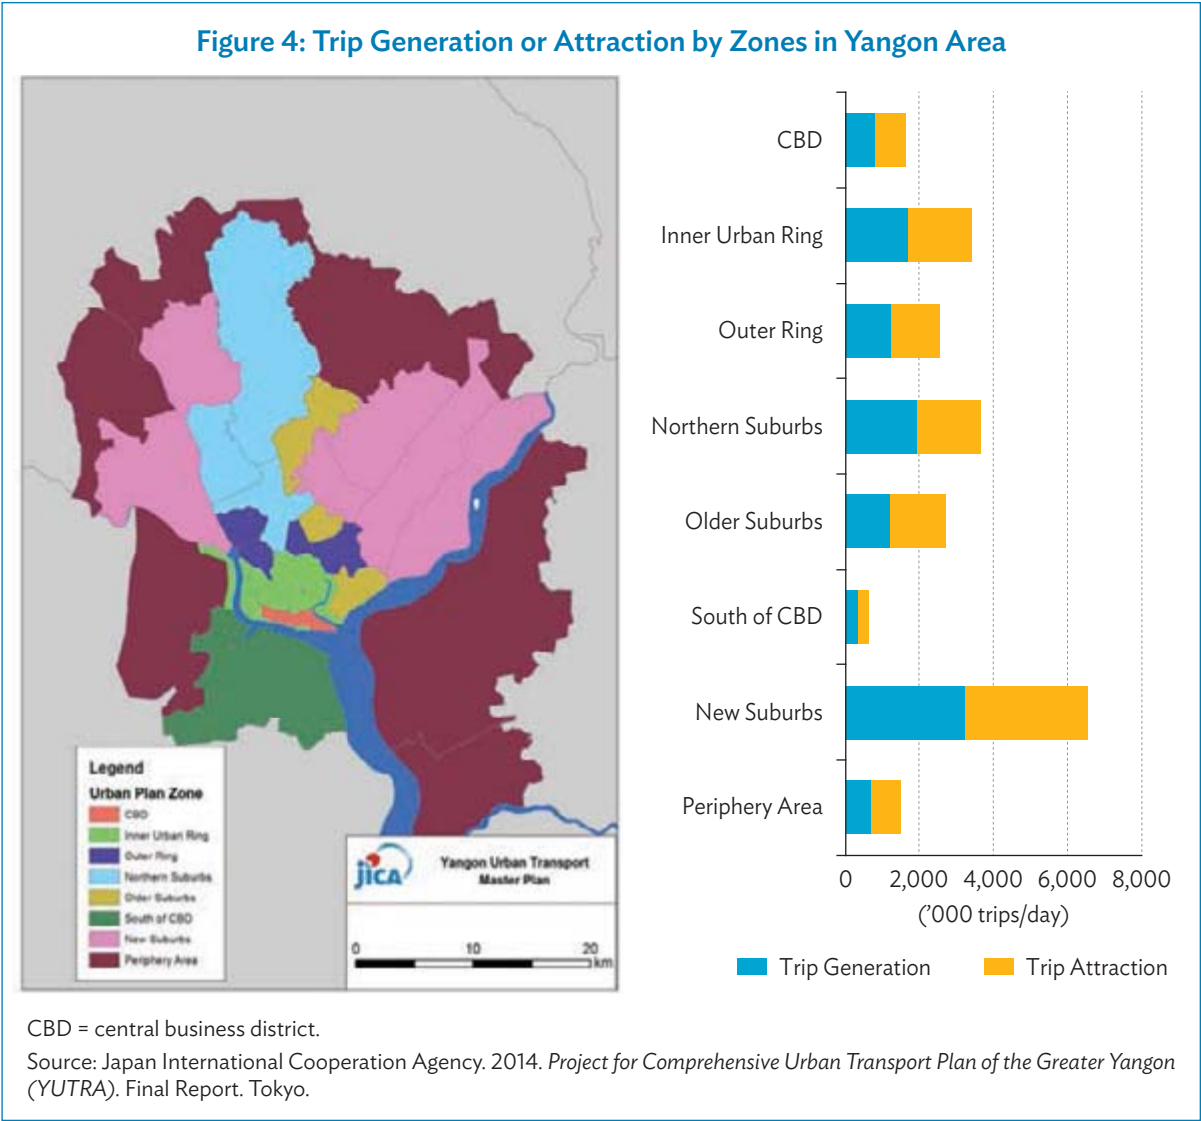 Figure 4: Trip Generation or Attraction by Zones in Yangon Area
Legend
Urban Plan Zone
CBD
Inner Urban Ring
Outer Ring
Northern Suburbs
Older Suburbs
South of CBD
New Suburbs
Periphery Area
JICA
Yangon Urban Transport
Master Plan
0 10 20
km
CBD
Inner Urban Ring
Outer Ring
Northern Suburbs
Older Suburbs
South of CBD
New Suburbs
Periphery Area
0 2,000 4,000 6,000 8,000
(’000 trips/day)
Trip Generation Trip Attraction
CBD = central business district.
Source: Japan International Cooperation Agency. 2014. Project for Comprehensive Urban Transport Plan of the Greater Yangon
(YUTRA). Final Report. Tokyo.